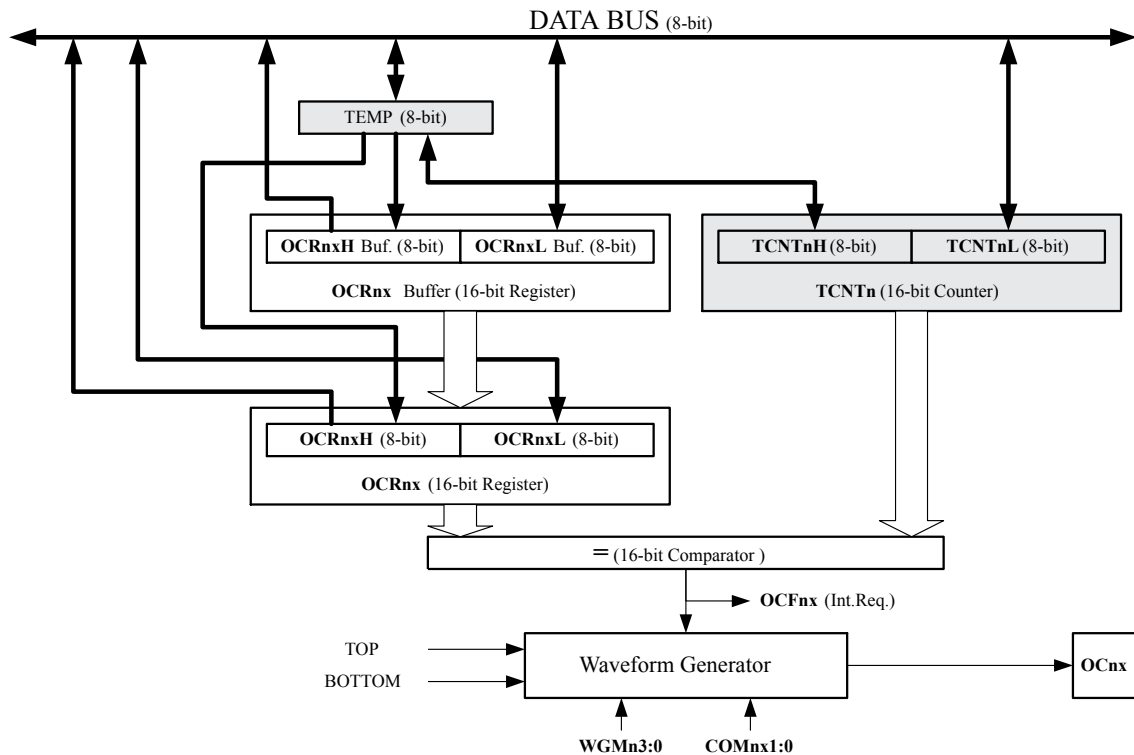 DATA BUS (8-bit)
TEMP (8-bit)
OCRnxH Buf. (8-bit) OCRnxL Buf. (8-bit) TCNTnH (8-bit) TCNTnL (8-bit)
OCRnx Buffer (16-bit Register) TCNTn (16-bit Counter)
OCRnxH (8-bit) OCRnxL (8-bit)
OCRnx (16-bit Register)
= (16-bit Comparator )
OCFnx (Int.Req.)
TOP
Waveform Generator OCnx
BOTTOM
WGMn3:0 COMnx1:0